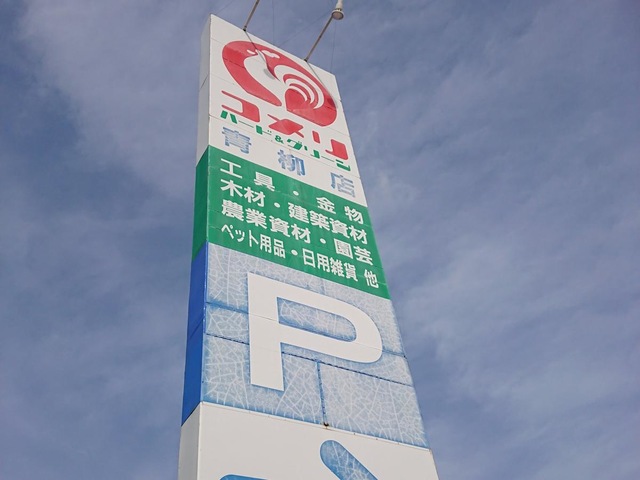 コメリ
ハード&グリーン
青柳店
工具・金物
木材・建築資材
農業資材・園芸
ペット用品・日用雑貨 他
P